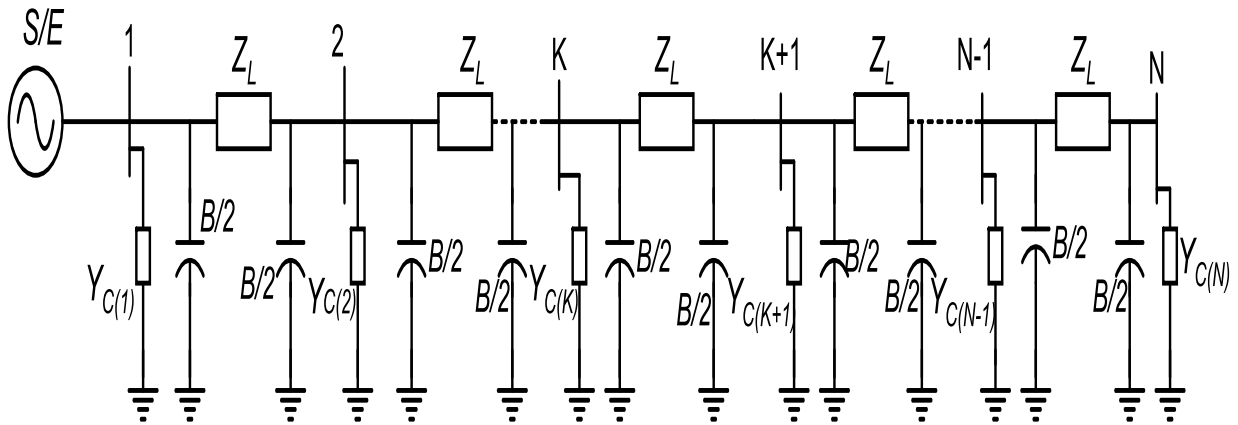 S/E
1
Z_L
2
Z_L
K
Z_L
K+1
Z_L
N-1
Z_L
N
B/2
Y_C(1)
B/2
Y_C(2)
B/2
B/2
Y_C(K)
B/2
B/2
Y_C(K+1)
B/2
B/2
Y_C(N-1)
B/2
B/2
Y_C(N)